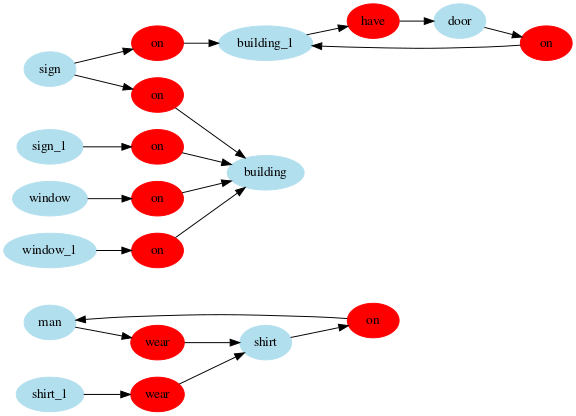 have
door
on
building_1
on
on
sign
on
sign_1
on
building
window
on
window_1
on
man
wear
shirt
on
shirt_1
wear